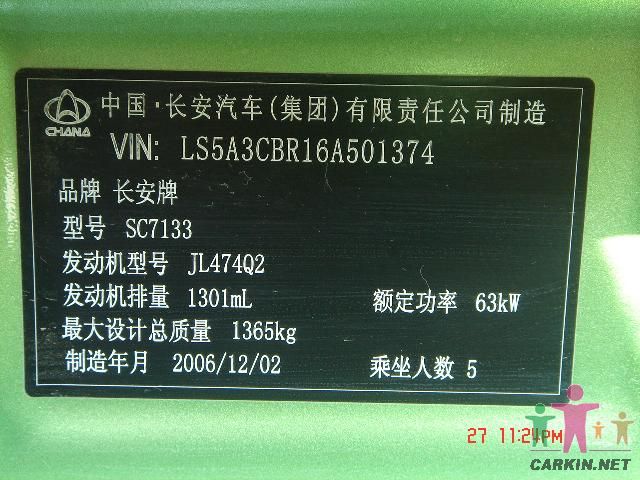 中国·长安汽车(集团)有限责任公司制造
CHANA
VIN: LS5A3CBR16A501374
品牌 长安牌
型号 SC7133
发动机型号 JL474Q2
发动机排量 1301mL 额定功率 63kW
最大设计总质量 1365kg
制造年月 2006/12/02 乘坐人数 5
27 11:24PM
CARKIN.NET